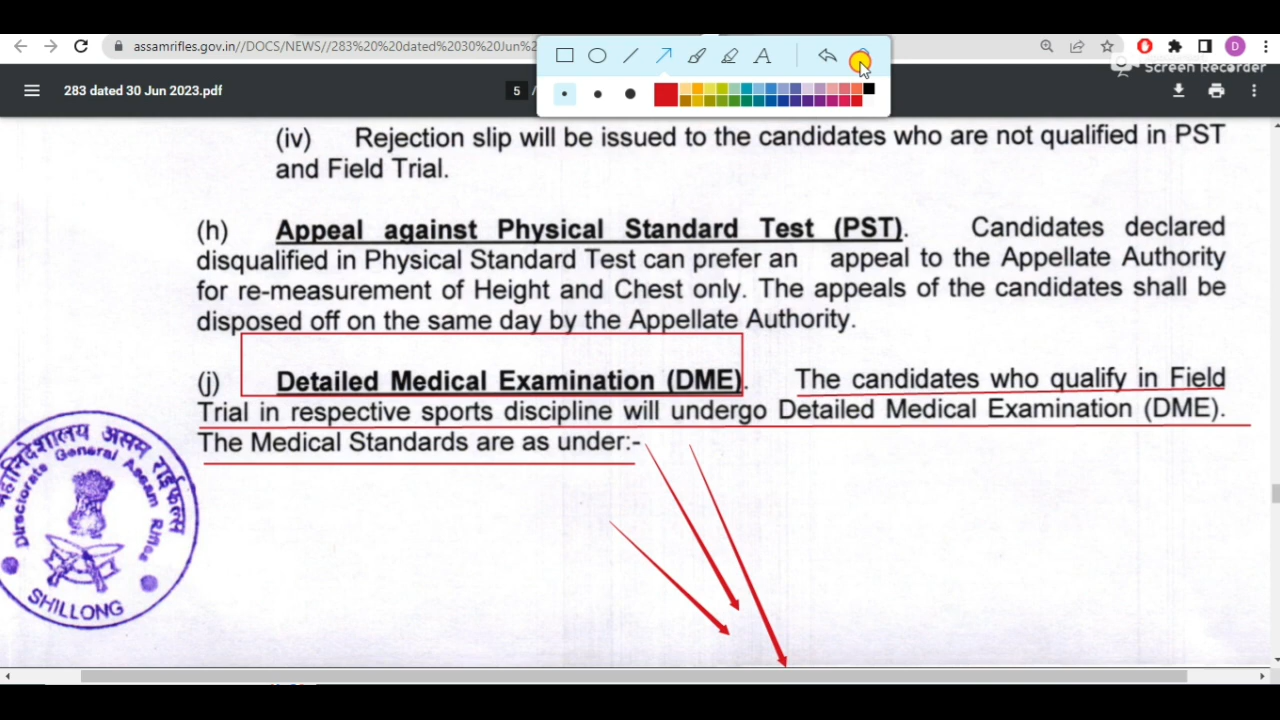 assamrifles.gov.in//DOCS/NEWS//283%20%20dated%2030%20Jun%2
D
Screen Recorder
283 dated 30 Jun 2023.pdf
5 /
A
(iv) Rejection slip will be issued to the candidates who are not qualified in PST
and Field Trial.
(h) Appeal against Physical Standard Test (PST). Candidates declared
disqualified in Physical Standard Test can prefer an appeal to the Appellate Authority
for re-measurement of Height and Chest only. The appeals of the candidates shall be
disposed off on the same day by the Appellate Authority.
(j) Detailed Medical Examination (DME). The candidates who qualify in Field
Trial in respective sports discipline will undergo Detailed Medical Examination (DME).
The Medical Standards are as under:-
महानिदेशालय असम राईफल्स
Directorate General Assam Rifles
SHILLONG